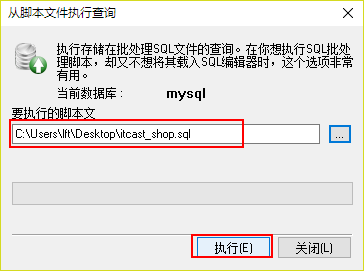 从脚本文件执行查询
执行存储在批处理SQL文件的查询。在你想执行SQL批
处理脚本，却又不想将其载入SQL编辑器时，这个选项非常
有用。
当前数据库： mysql
要执行的脚本文
C:\Users\lft\Desktop\itcast_shop.sql ...
执行(E) 关闭(L)